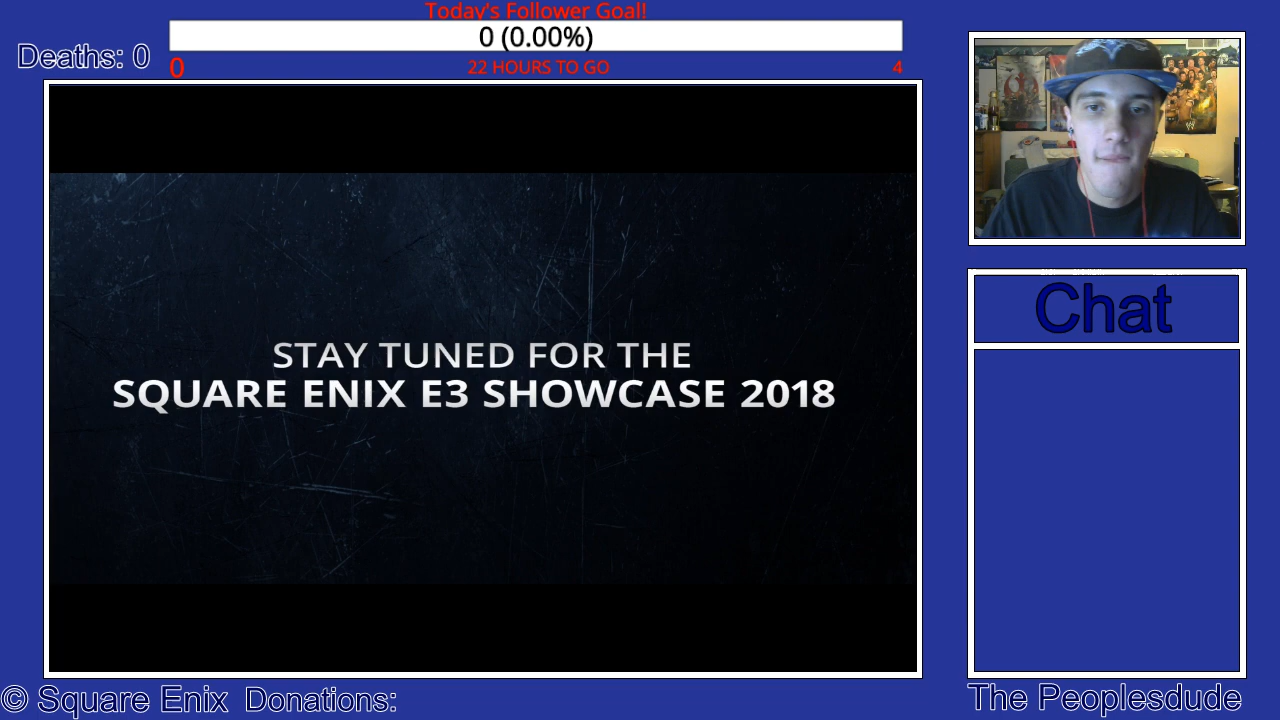 Today's Follower Goal!
0 (0.00%)
Deaths: 0
0
22 HOURS TO GO
4
STAY TUNED FOR THE
SQUARE ENIX E3 SHOWCASE 2018
Chat
© Square Enix Donations:
The Peoplesdude